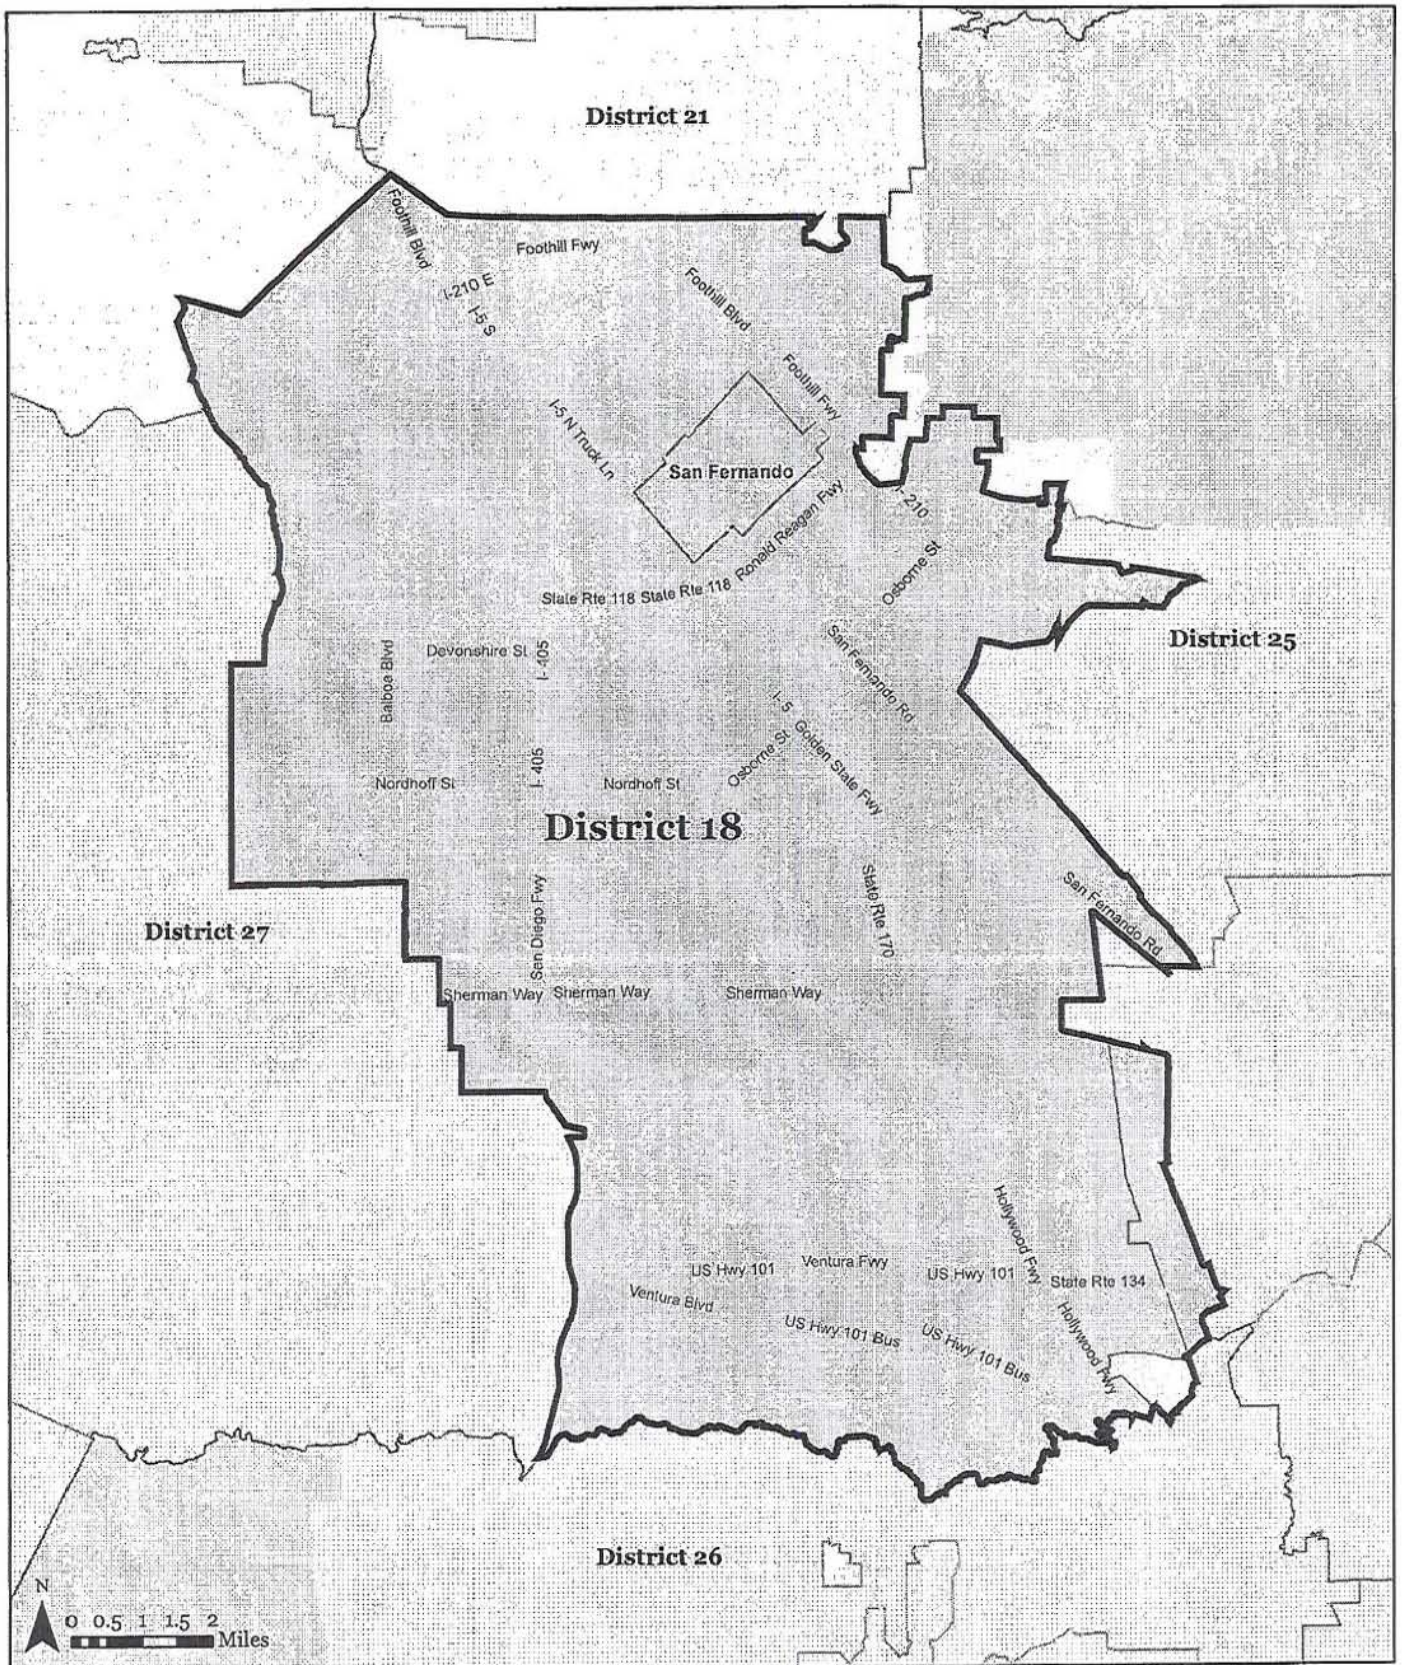 District 21
Foothill Blvd
Foothill Fwy
I-210 E
I-5 S
Foothill Blvd
Foothill Fwy
I-5 N Truck Ln
San Fernando
I- 210
Ronald Reagan Fwy
Osborne St
State Rte 118 State Rte 118
District 25
San Fernando Rd
Devonshire St
I- 405
Balboa Blvd
I- 5
Golden State Fwy
Osborne St
Nordhoff St
I- 405
Nordhoff St
District 18
State Rte 170
San Fernando Rd
District 27
San Diego Fwy
Sherman Way
Sherman Way
Sherman Way
Hollywood Fwy
US Hwy 101
Ventura Fwy
US Hwy 101
State Rte 134
Ventura Blvd
US Hwy 101 Bus
US Hwy 101 Bus
Hollywood Fwy
District 26
N
0 0.5 1 1.5 2
Miles